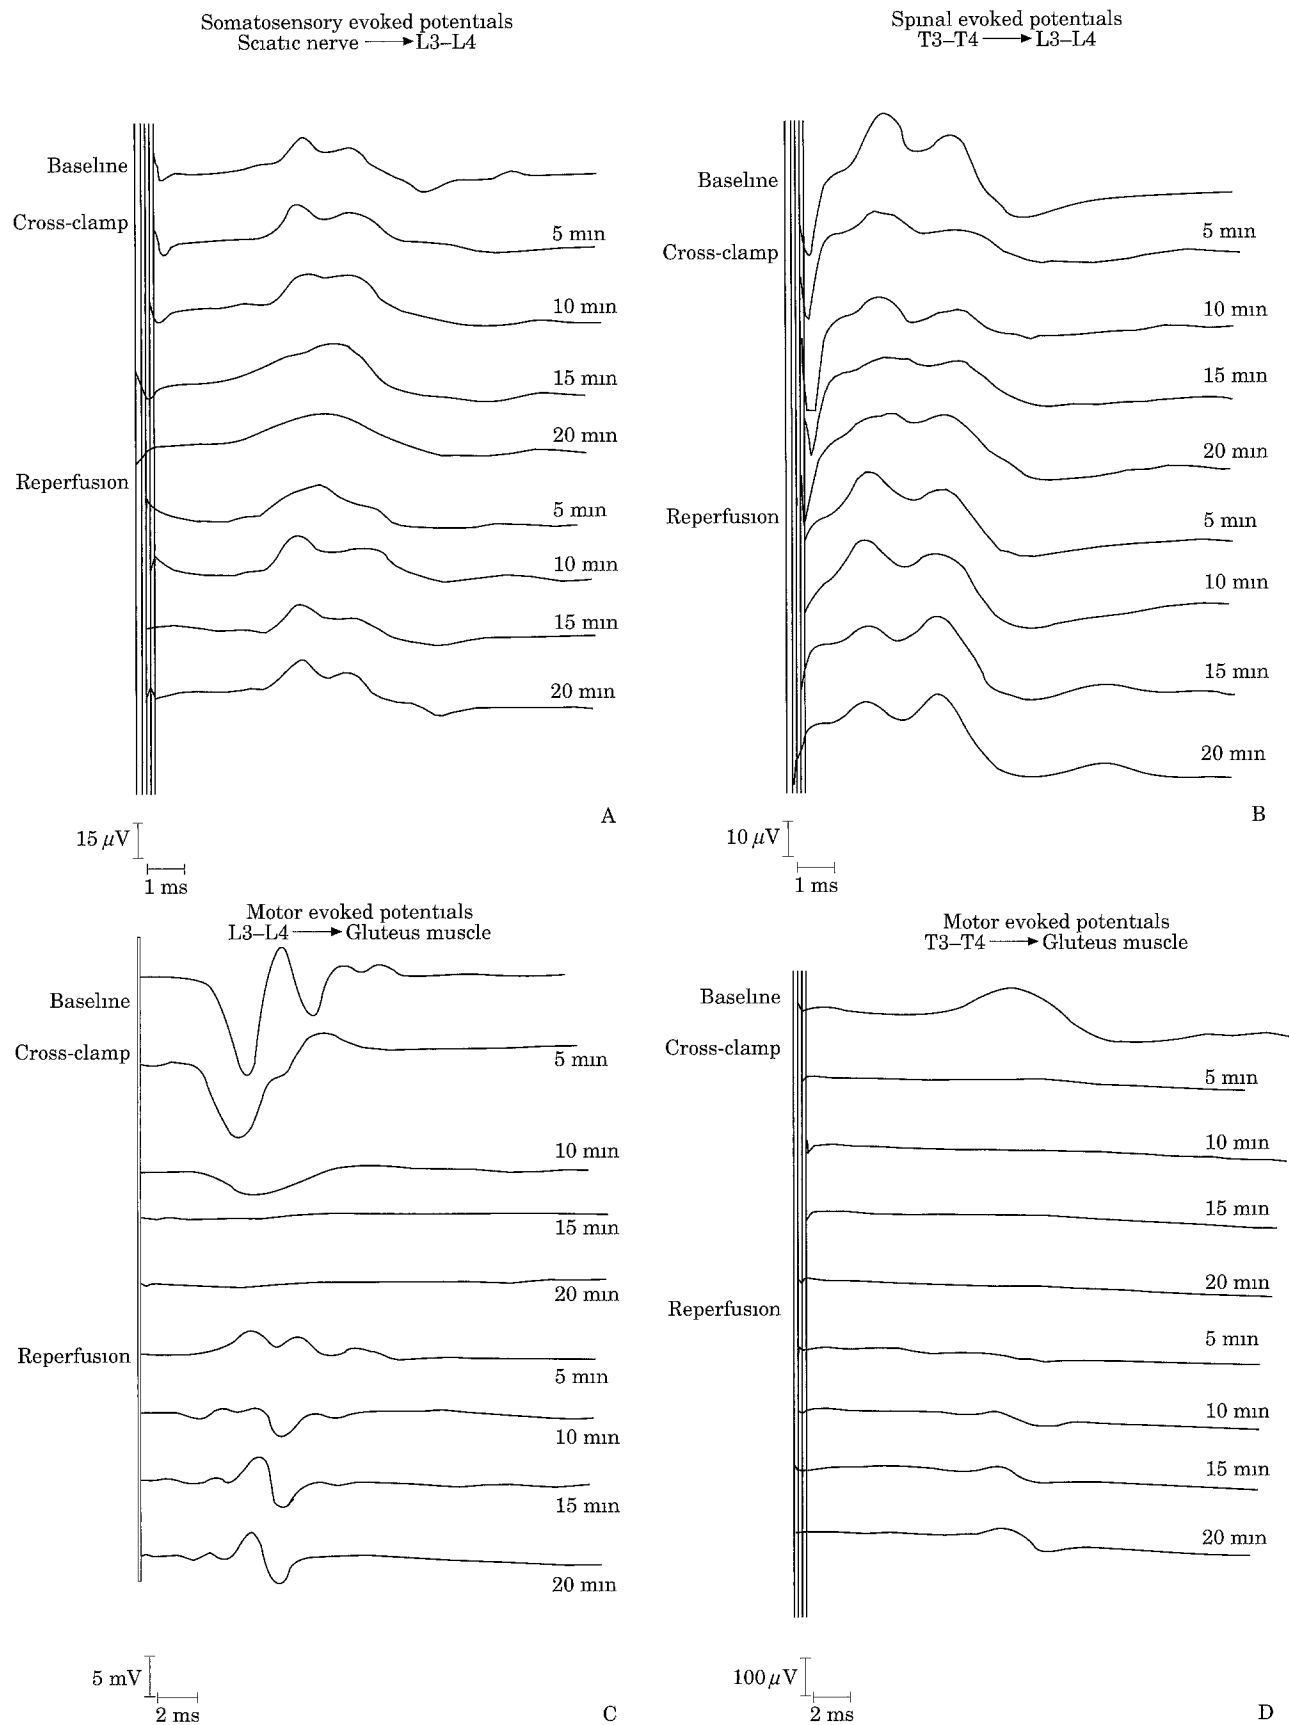 Somatosensory evoked potentials
Sciatic nerve → L3–L4
Baseline
Cross-clamp
5 min
10 min
15 min
20 min
Reperfusion
5 min
10 min
15 min
20 min
A
15 μV
1 ms
Spinal evoked potentials
T3–T4 → L3–L4
Baseline
Cross-clamp
5 min
10 min
15 min
20 min
Reperfusion
5 min
10 min
15 min
20 min
B
10 μV
1 ms
Motor evoked potentials
L3–L4 → Gluteus muscle
Baseline
Cross-clamp
5 min
10 min
15 min
20 min
Reperfusion
5 min
10 min
15 min
20 min
5 mV
2 ms
C
Motor evoked potentials
T3–T4 → Gluteus muscle
Baseline
Cross-clamp
5 min
10 min
15 min
20 min
Reperfusion
5 min
10 min
15 min
20 min
100 μV
2 ms
D